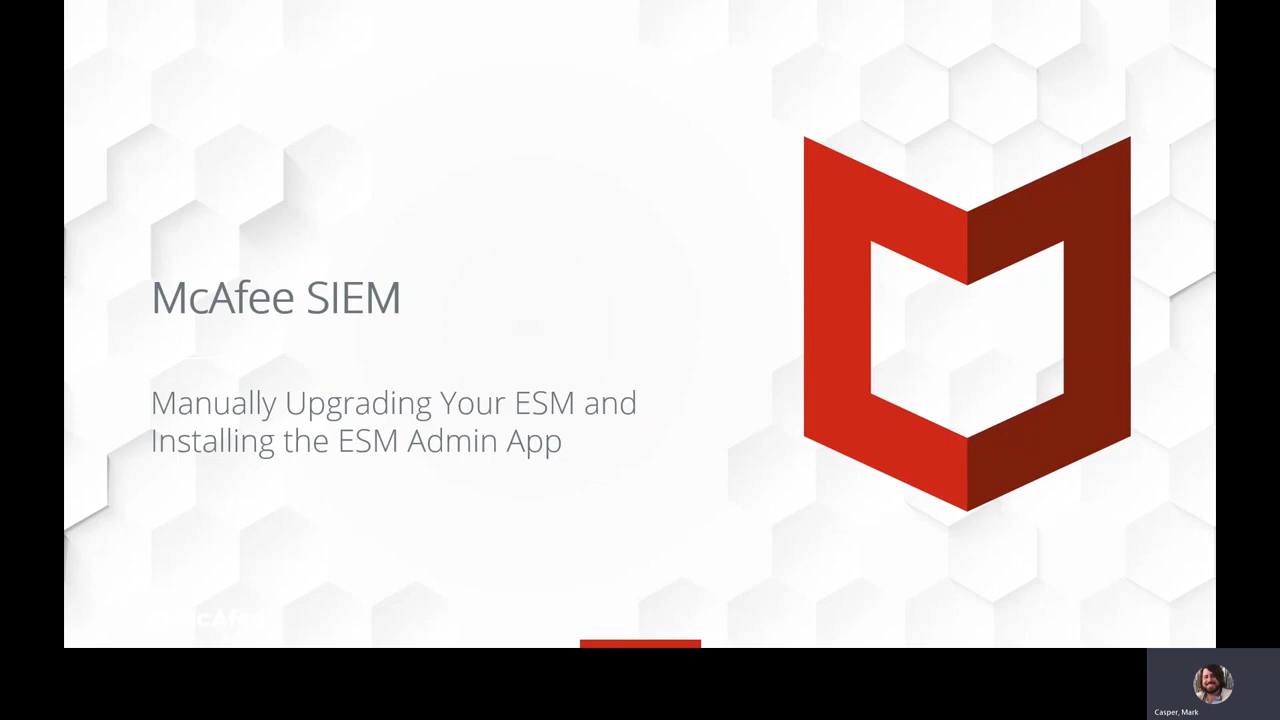 McAfee SIEM
Manually Upgrading Your ESM and
Installing the ESM Admin App
Casper, Mark